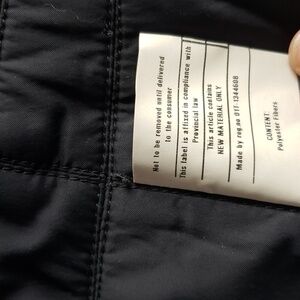 Not to be removed until delivered
to the consumer
This label is affixed in compliance with
Provincial law
This article contains
NEW MATERIAL ONLY
Made by reg.no 01T-1344608
CONTENT:
Polyester Fibers